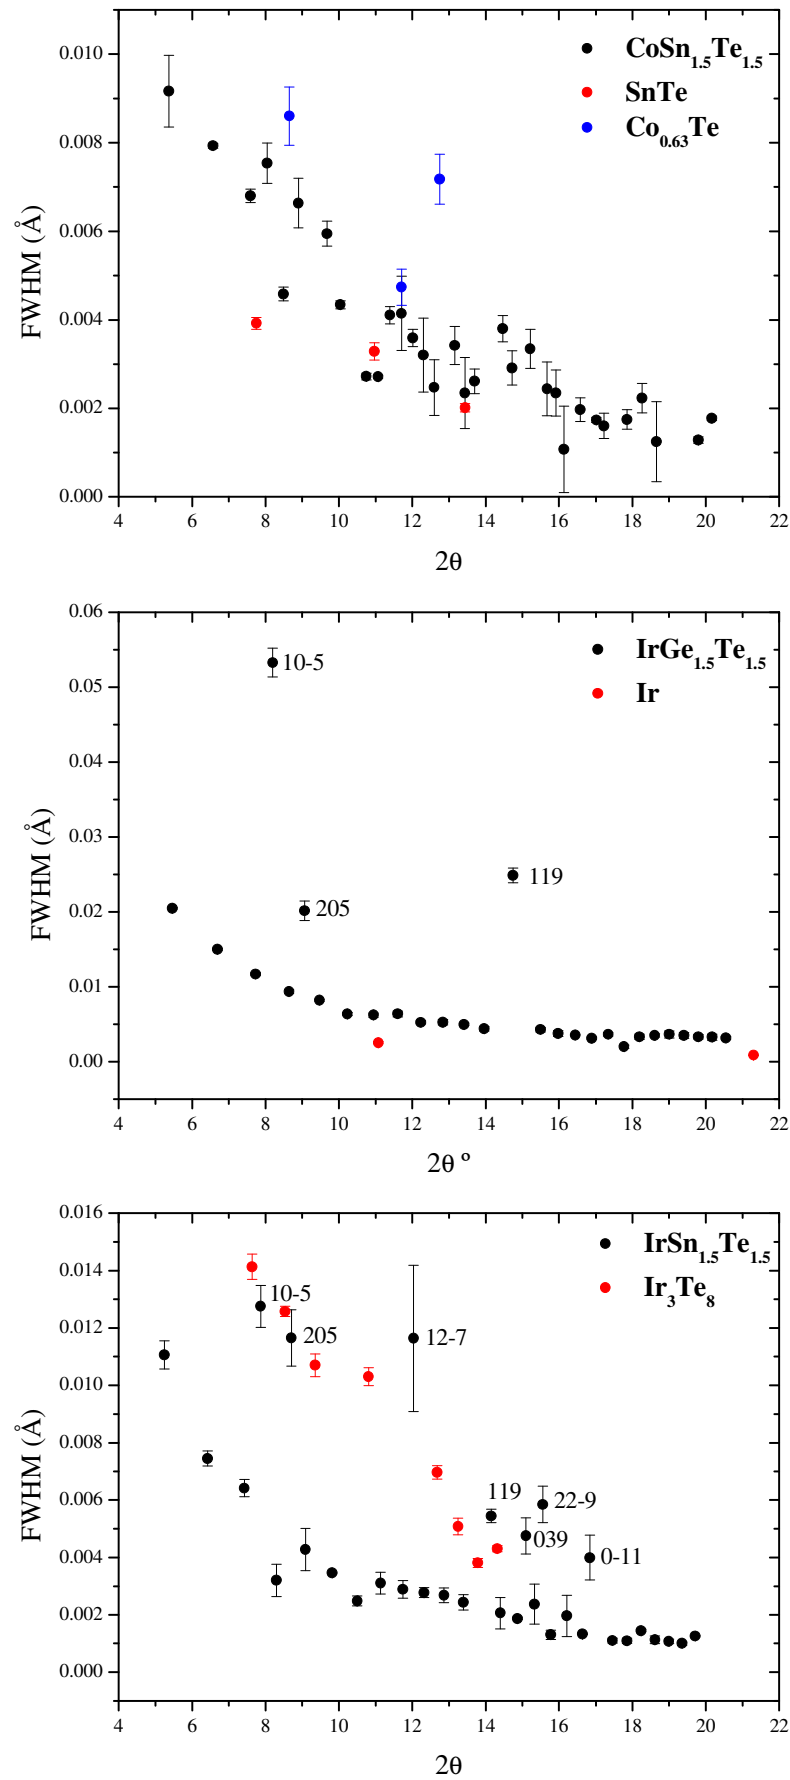 CoSn1.5Te1.5
SnTe
Co0.63Te
0.010
0.008
0.006
0.004
0.002
0.000
FWHM (Å)
4 6 8 10 12 14 16 18 20 22
2θ
IrGe1.5Te1.5
Ir
0.06
0.05
0.04
0.03
0.02
0.01
0.00
FWHM (Å)
10-5
205
119
4 6 8 10 12 14 16 18 20 22
2θ º
IrSn1.5Te1.5
Ir3Te8
0.016
0.014
0.012
0.010
0.008
0.006
0.004
0.002
0.000
FWHM (Å)
10-5
205
12-7
119
22-9
039
0-11
4 6 8 10 12 14 16 18 20 22
2θ